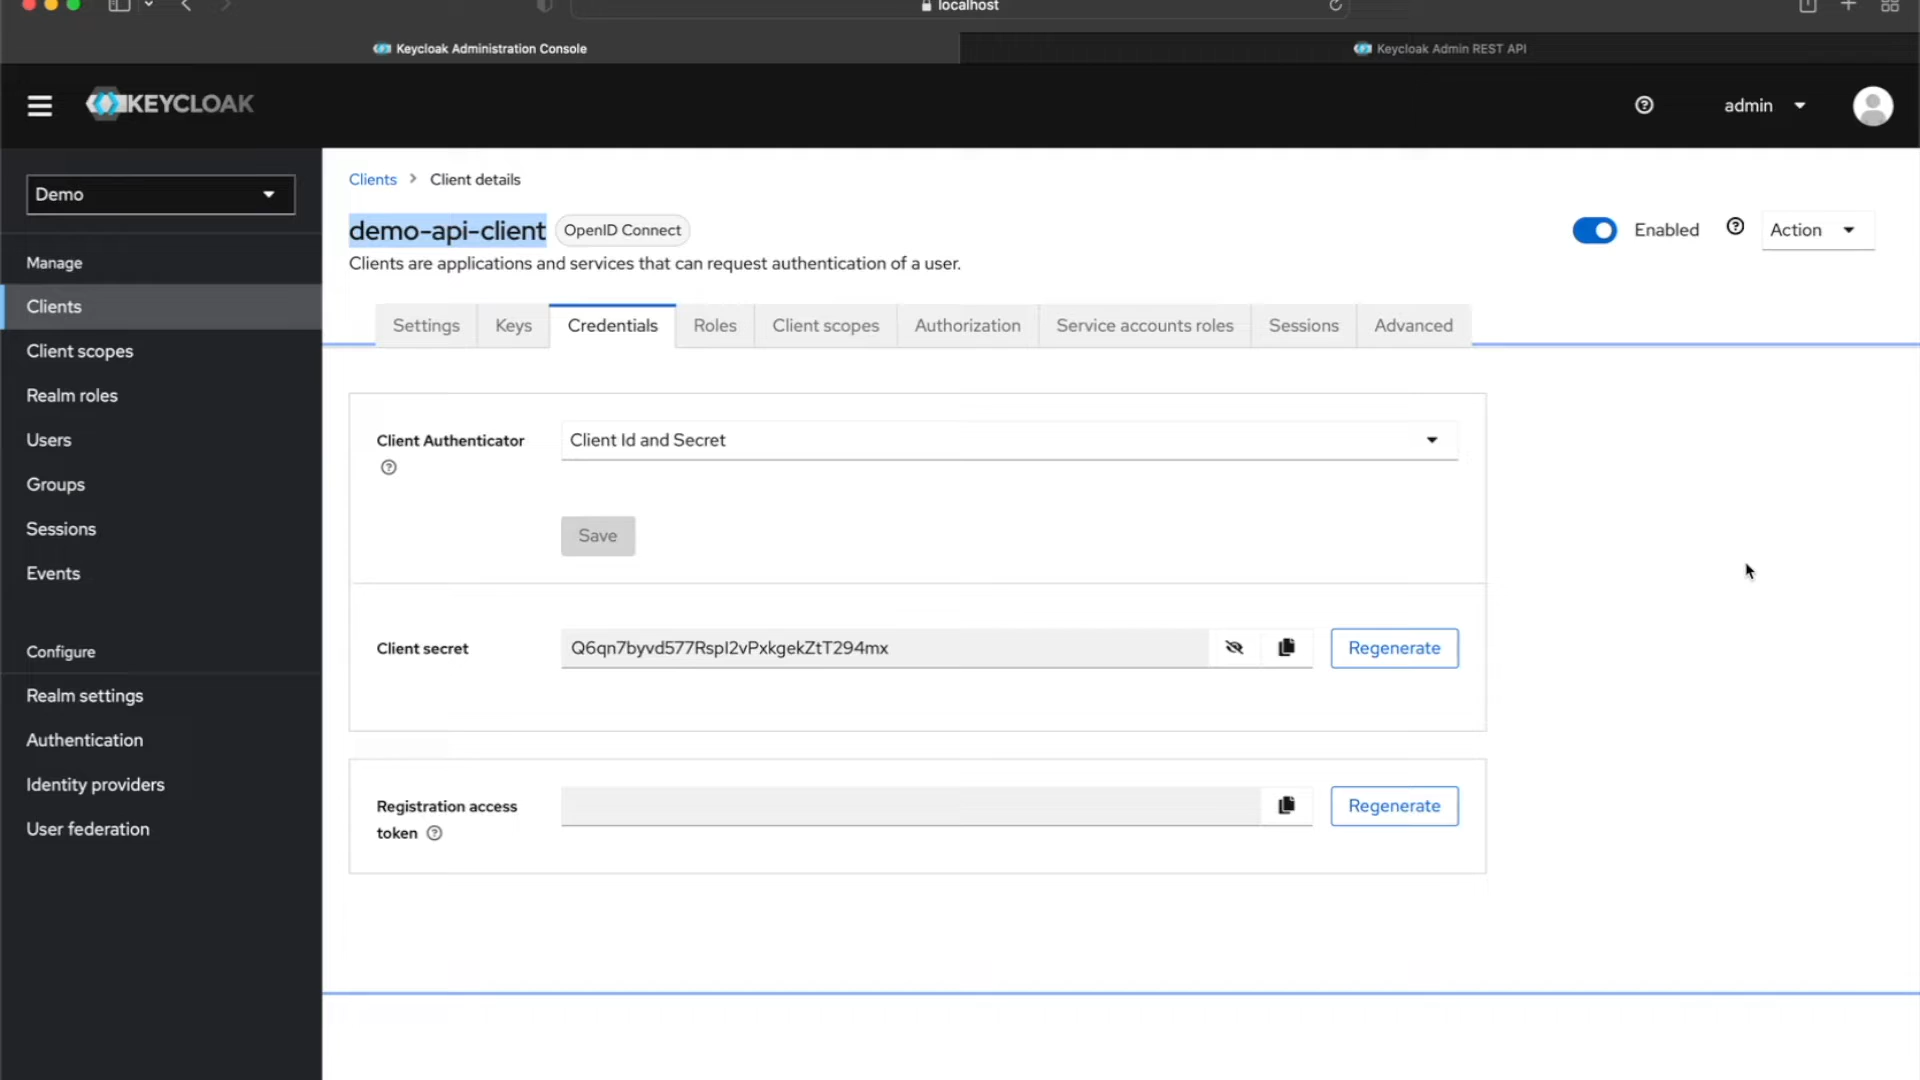 localhost
Keycloak Administration Console
Keycloak Admin REST API
KEYCLOAK
admin
Demo
Manage
Clients
Client scopes
Realm roles
Users
Groups
Sessions
Events
Configure
Realm settings
Authentication
Identity providers
User federation
Clients > Client details
demo-api-client OpenID Connect
Enabled
Action
Clients are applications and services that can request authentication of a user.
Settings Keys Credentials Roles Client scopes Authorization Service accounts roles Sessions Advanced
Client Authenticator
Client Id and Secret
Save
Client secret
Q6qn7byvd577RspI2vPxkgekZtT294mx
Regenerate
Registration access
token
Regenerate